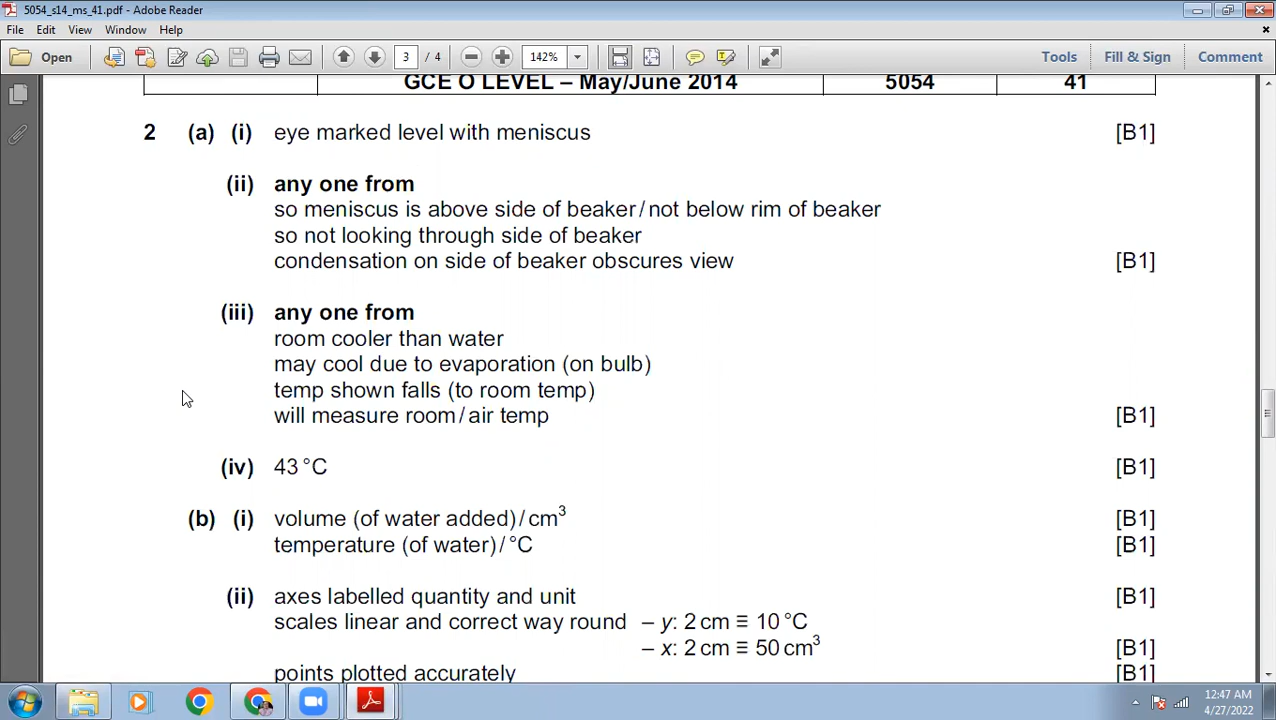 5054_s14_ms_41.pdf - Adobe Reader
File Edit View Window Help
Open 3 / 4 142% Tools Fill & Sign Comment
GCE O LEVEL – May/June 2014 5054 41
2 (a) (i) eye marked level with meniscus [B1]
(ii) any one from
so meniscus is above side of beaker / not below rim of beaker
so not looking through side of beaker
condensation on side of beaker obscures view [B1]
(iii) any one from
room cooler than water
may cool due to evaporation (on bulb)
temp shown falls (to room temp)
will measure room / air temp [B1]
(iv) 43 °C [B1]
(b) (i) volume (of water added) / cm³ [B1]
temperature (of water) / °C [B1]
(ii) axes labelled quantity and unit [B1]
scales linear and correct way round – y: 2 cm ≡ 10 °C
– x: 2 cm ≡ 50 cm³ [B1]
points plotted accurately [B1]
12:47 AM
4/27/2022